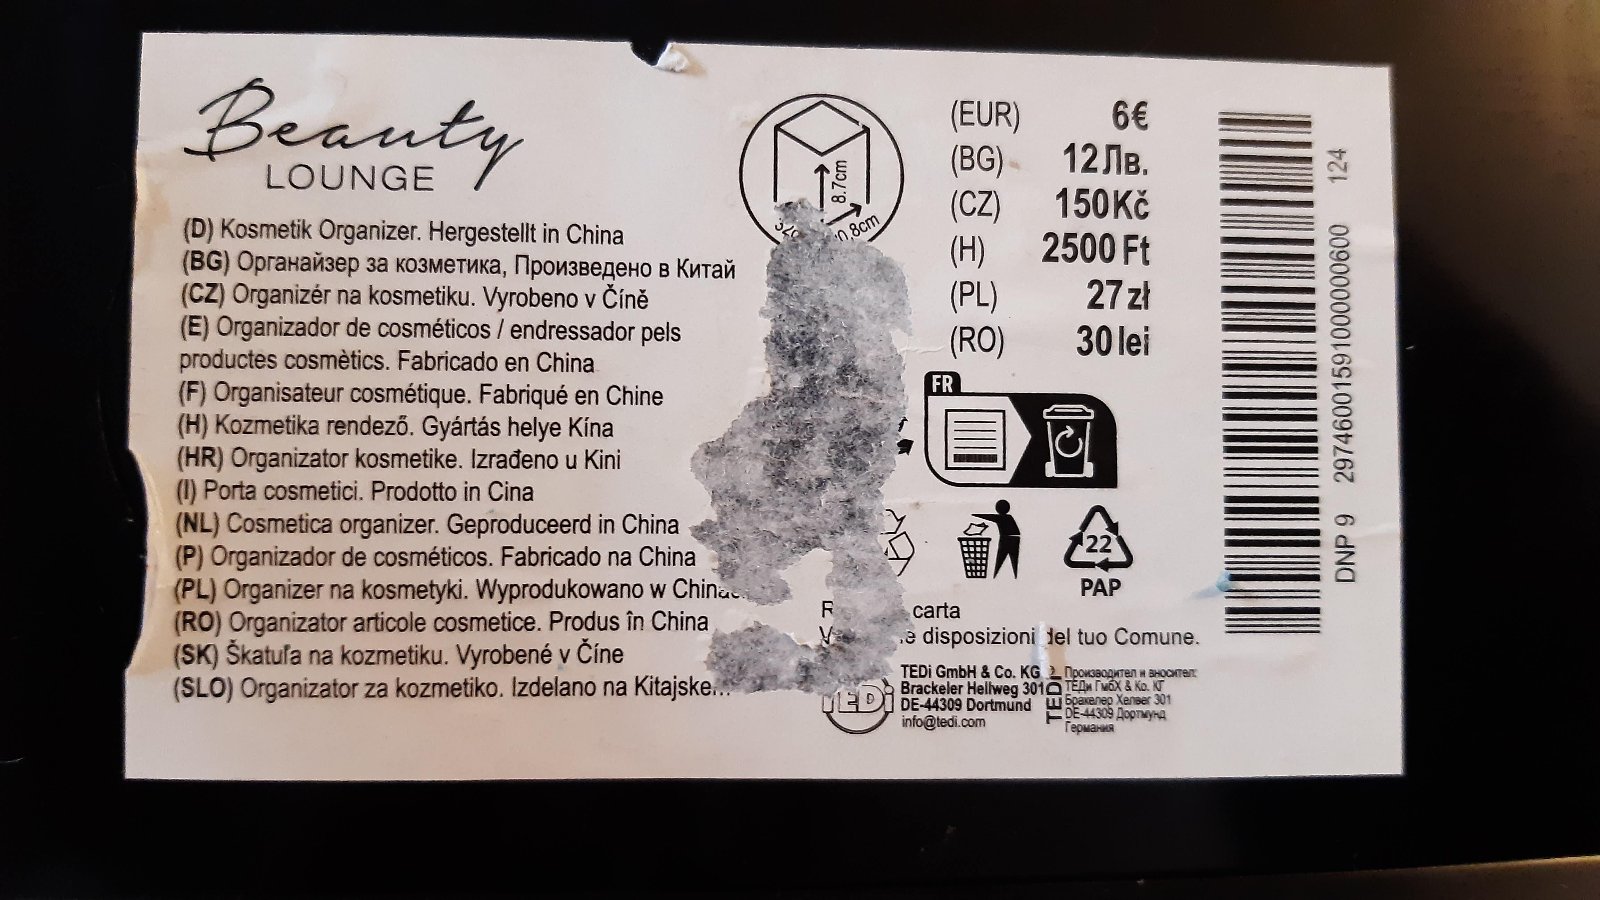 Beauty
LOUNGE
(D) Kosmetik Organizer. Hergestellt in China
(BG) Органайзер за козметика, Произведено в Китай
(CZ) Organizér na kosmetiku. Vyrobeno v Číně
(E) Organizador de cosméticos / endressador pels
productes cosmètics. Fabricado en China
(F) Organisateur cosmétique. Fabriqué en Chine
(H) Kozmetika rendező. Gyártás helye Kína
(HR) Organizator kosmetike. Izrađeno u Kini
(I) Porta cosmetici. Prodotto in Cina
(NL) Cosmetica organizer. Geproduceerd in China
(P) Organizador de cosméticos. Fabricado na China
(PL) Organizer na kosmetyki. Wyprodukowano w
(RO) Organizator articole cosmetice. Produs în China
(SK) Škatuľa na kozmetiku. Vyrobené v Číne
(SLO) Organizator za kozmetiko. Izdelano na
8.7cm
(EUR) 6€
(BG) 12Лв.
(CZ) 150Kč
(H) 2500 Ft
(PL) 27 zł
(RO) 30 lei
FR
22
PAP
carta
disposizioni del tuo Comune.
TEDi
TEDi GmbH & Co. KG
Brackeler Hellweg 301
DE-44309 Dortmund
info@tedi.com
TEDi
Производител и вносител:
ТЕДи ГмбХ & Ко. КГ
Бракелер Хелвег 301
DE-44309 Дортмунд
Германия
DNP 9 29746001591000000600 124